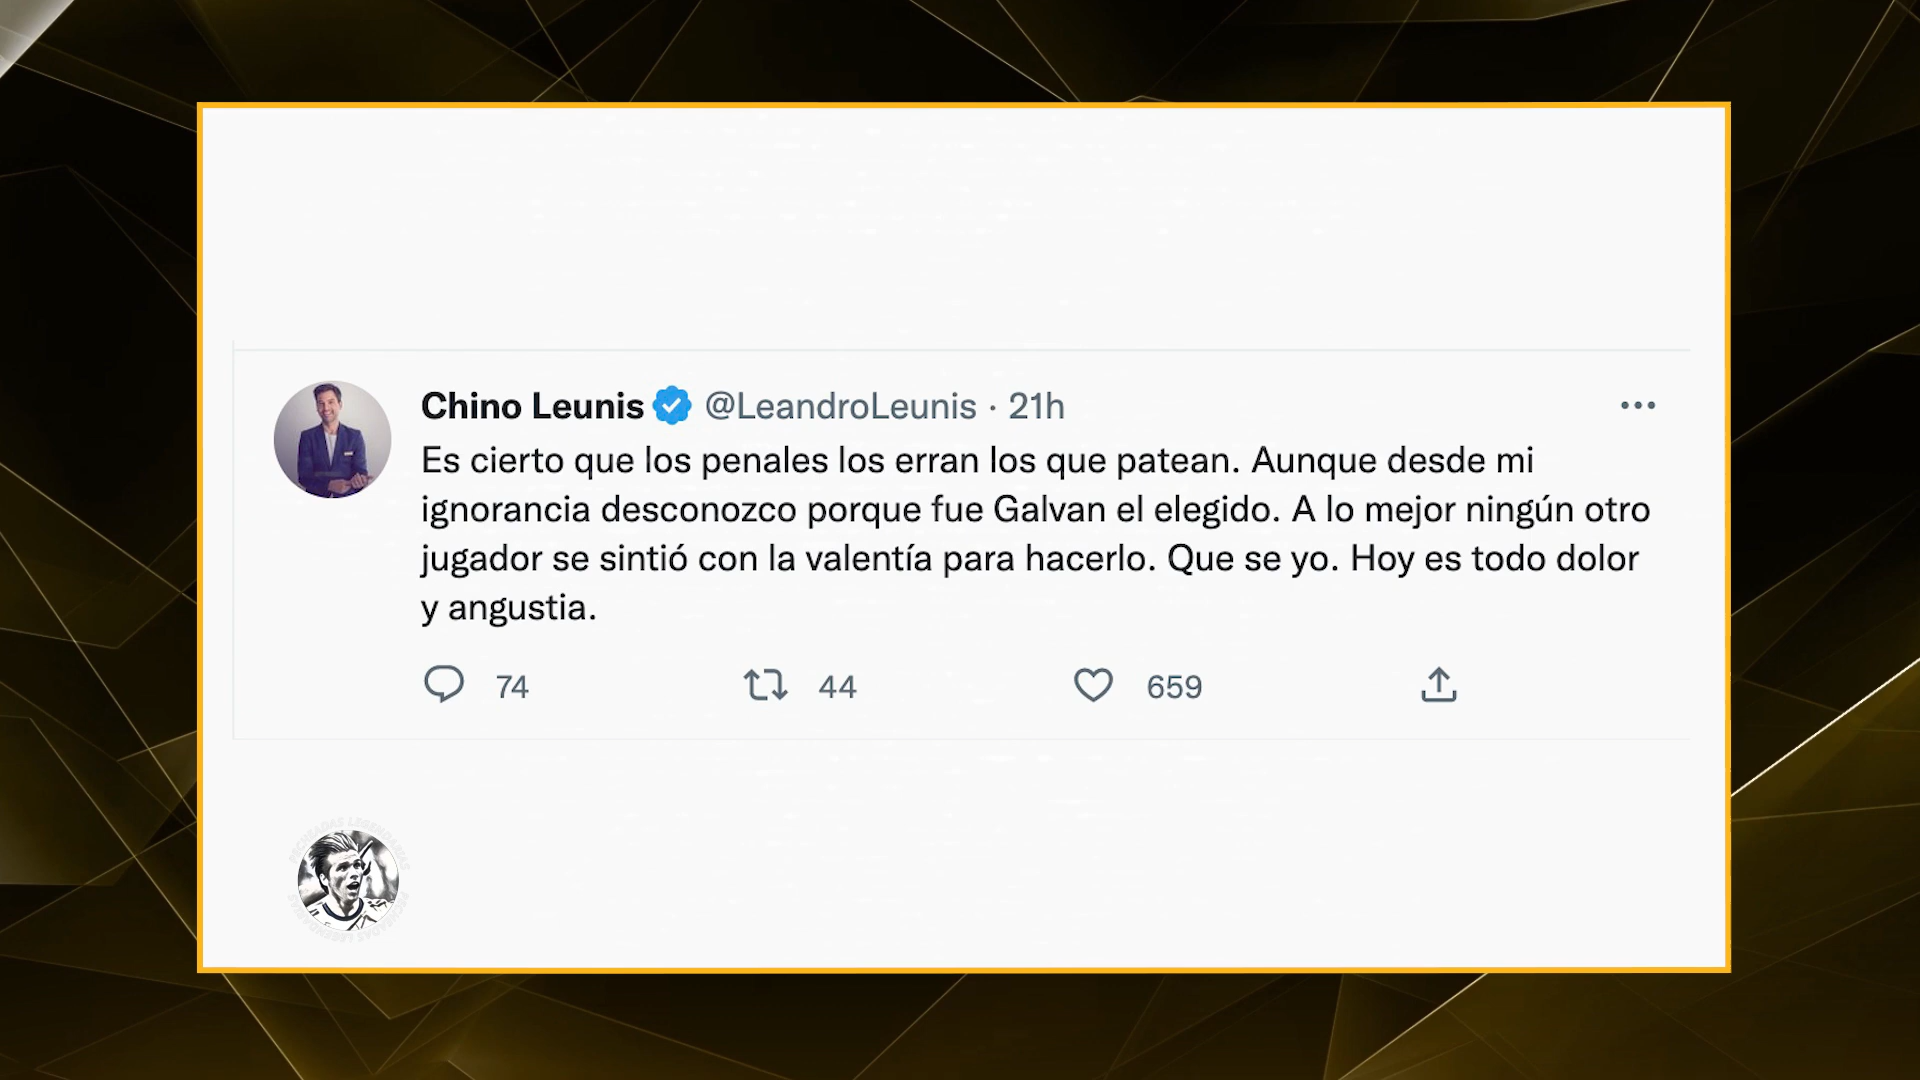 Chino Leunis @LeandroLeunis · 21h
Es cierto que los penales los erran los que patean. Aunque desde mi
ignorancia desconozco porque fue Galvan el elegido. A lo mejor ningún otro
jugador se sintió con la valentía para hacerlo. Que se yo. Hoy es todo dolor
y angustia.
74 44 659